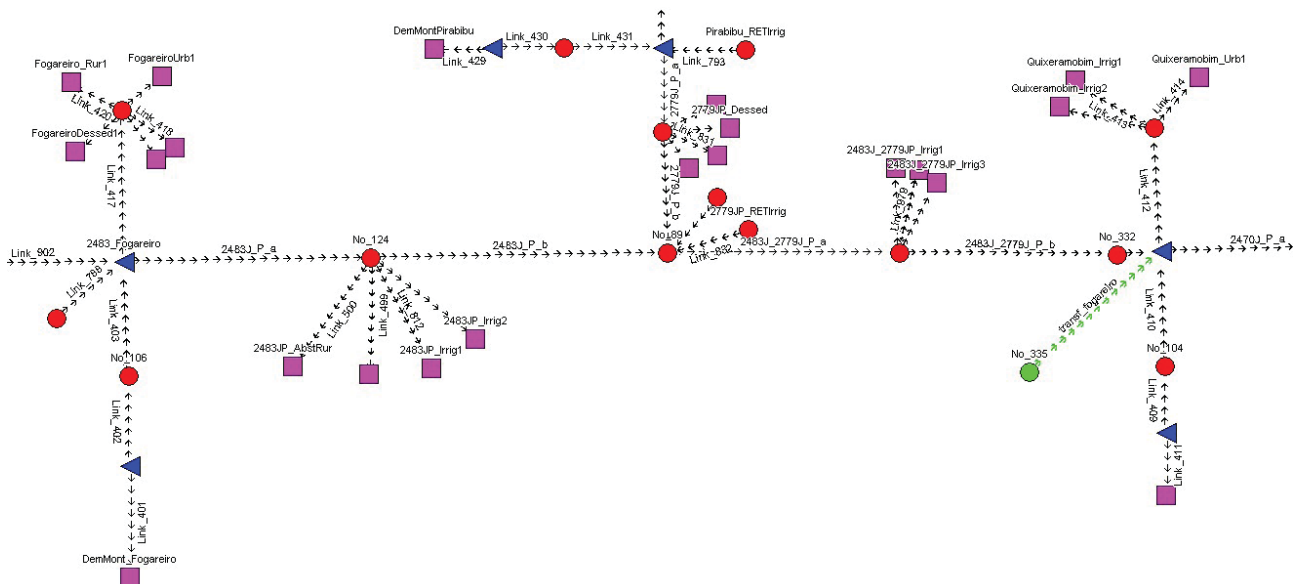 DemMontPirabibu
Link_430
Link_431
Pirabibu_RETIrrig
Link_429
Link_793
Fogareiro_Rur1
FogareiroUrb1
Link_420
Link_418
FogareiroDessed1
Link_417
2779J_P_a
2779JP_Dessed
Link_831
2779J_P_b
2779JP_RETIrrig
Link_832
Quixeramobim_Irrig1
Quixeramobim_Urb1
Quixeramobim_Irrig2
Link_414
Link_413
Link_412
2483J_2779JP_Irrig1
2483J_2779JP_Irrig3
Link_902
2483_Fogareiro
2483J_P_a
No_124
2483J_P_b
No_89
2483J_2779J_P_a
2483J_2779J_P_b
No_332
2470J_P_a
Link_788
Link_403
Link_500
Link_499
Link_812
2483JP_Irrig2
2483JP_AbstRur
2483JP_Irrig1
transf_fogareiro
No_335
Link_410
No_106
No_104
Link_402
Link_409
Link_411
Link_401
DemMont_Fogareiro